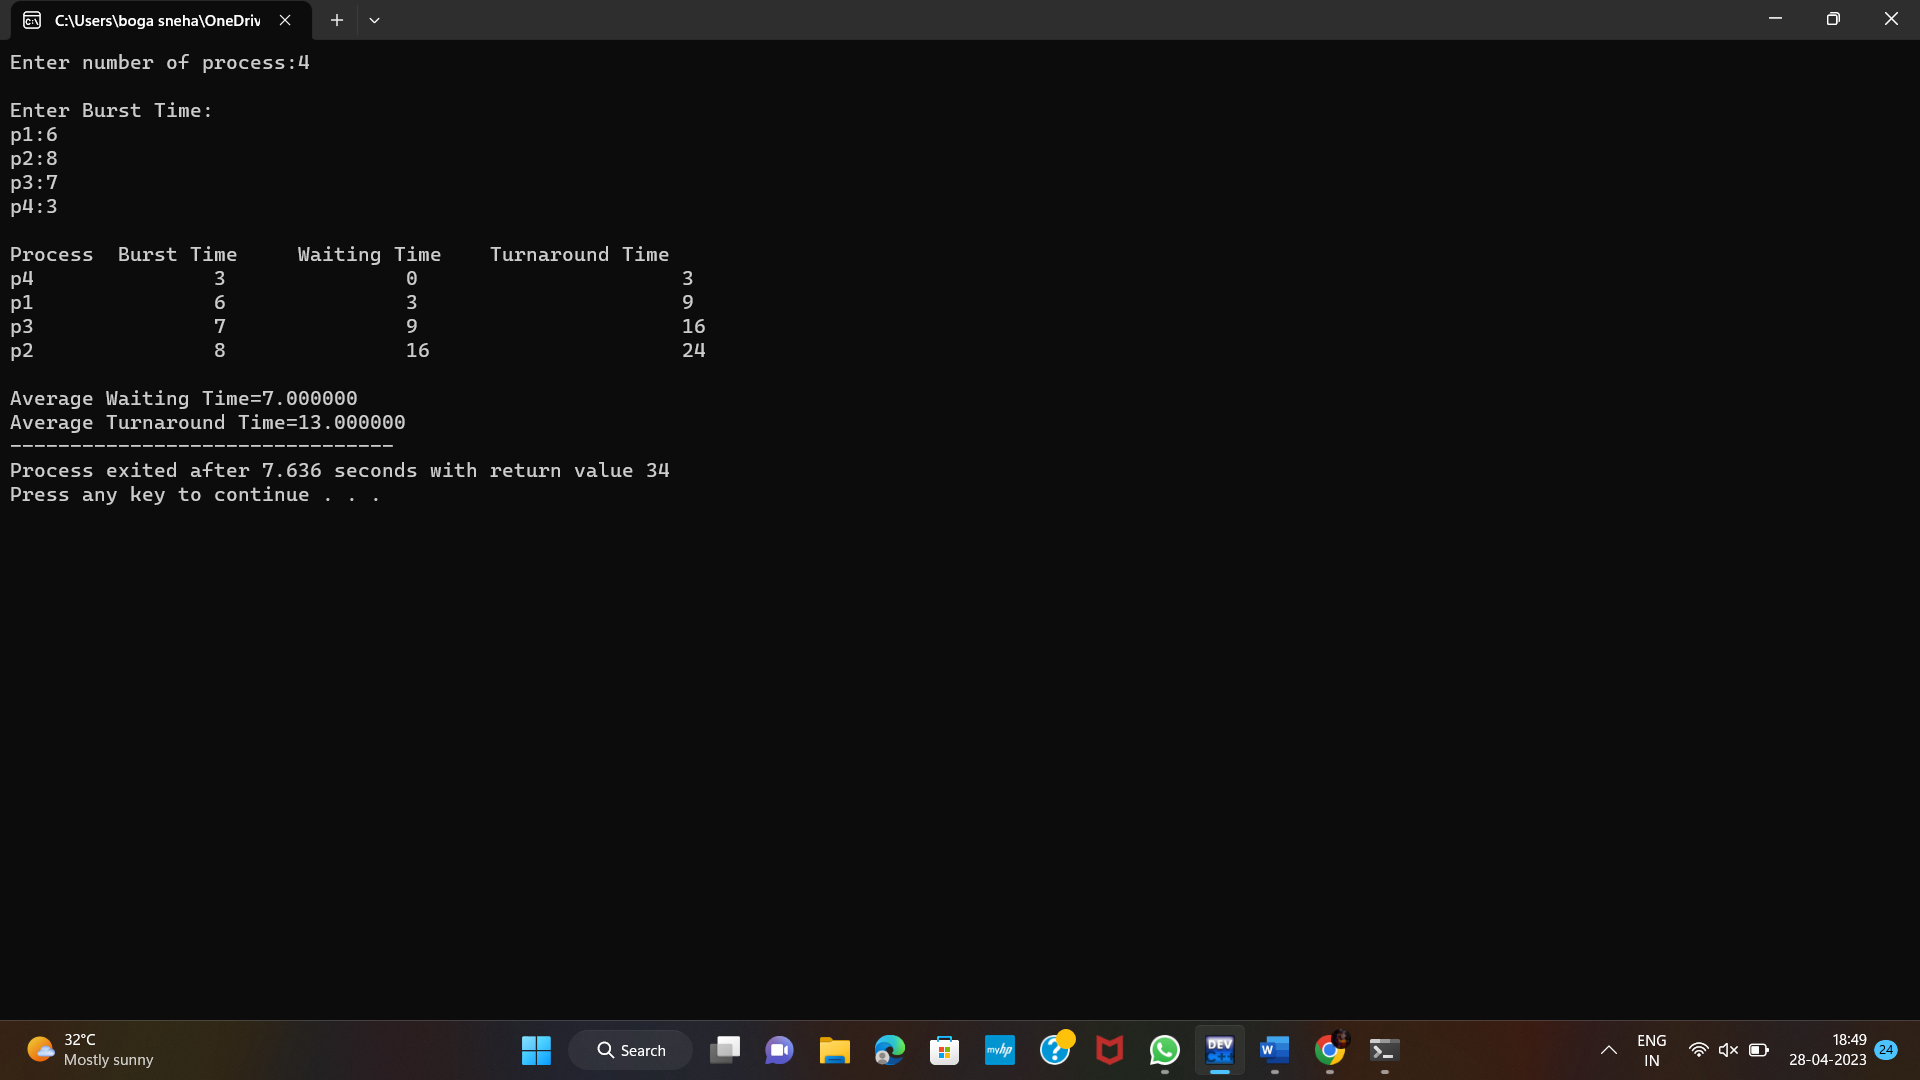 C:\Users\boga sneha\OneDriv
Enter number of process:4
Enter Burst Time:
p1:6
p2:8
p3:7
p4:3
Process  Burst Time     Waiting Time    Turnaround Time
p4               3               0                      3
p1               6               3                      9
p3               7               9                      16
p2               8               16                     24
Average Waiting Time=7.000000
Average Turnaround Time=13.000000
--------------------------------
Process exited after 7.636 seconds with return value 34
Press any key to continue . . .
32°C
Mostly sunny
Search
myhp
DEV
C++
W
ENG
IN
18:49
28-04-2023
24